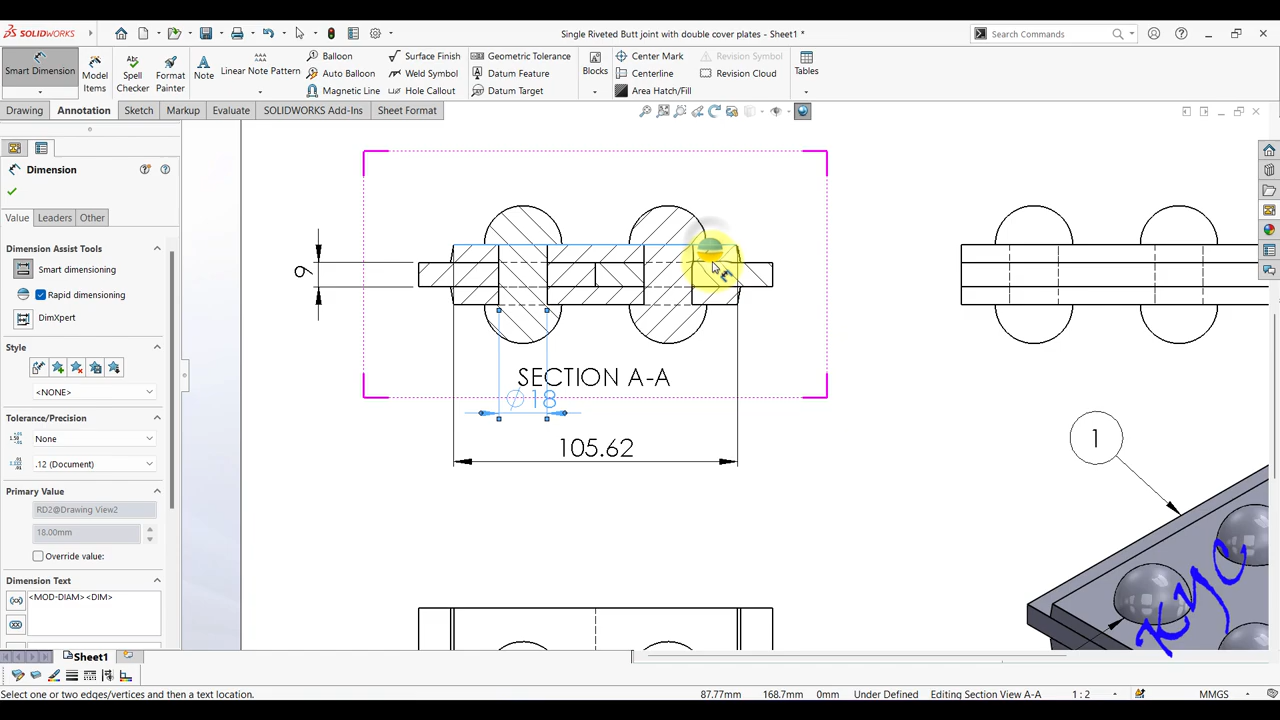 SOLIDWORKS
Single Riveted Butt joint with double cover plates - Sheet1 *
Search Commands
Smart Dimension
Model Items
Spell Checker
Format Painter
Note
Linear Note Pattern
Balloon
Auto Balloon
Magnetic Line
Surface Finish
Weld Symbol
Hole Callout
Geometric Tolerance
Datum Feature
Datum Target
Blocks
Center Mark
Centerline
Area Hatch/Fill
Revision Symbol
Revision Cloud
Tables
Drawing
Annotation
Sketch
Markup
Evaluate
SOLIDWORKS Add-Ins
Sheet Format
Dimension
Value
Leaders
Other
Dimension Assist Tools
Smart dimensioning
Rapid dimensioning
DimXpert
Style
<NONE>
Tolerance/Precision
None
.12 (Document)
Primary Value
RD2@Drawing View2
18.00mm
Override value:
Dimension Text
<MOD-DIAM><DIM>
9
SECTION A-A
∅18
105.62
1
KYC
Sheet1
Select one or two edges/vertices and then a text location.
87.77mm
168.7mm
0mm
Under Defined
Editing Section View A-A
1 : 2
MMGS